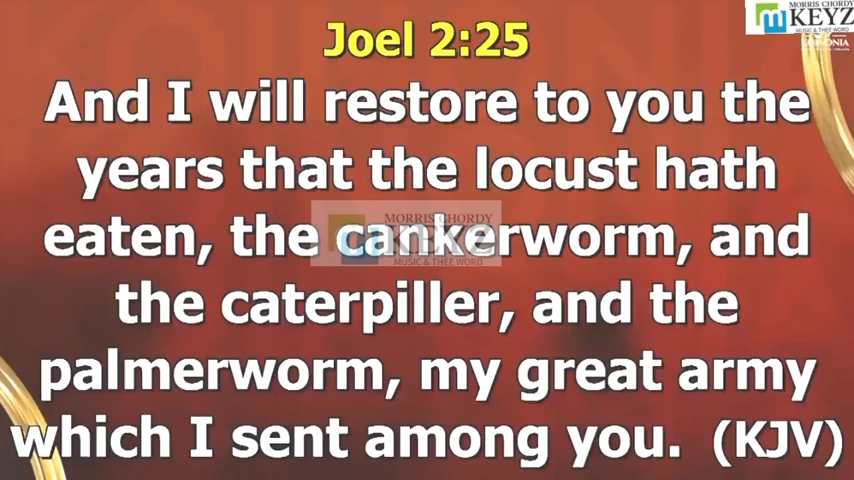 MORRIS CHORDY
KEYZ
MUSIC & THEE WORD
KOINONIA
Joel 2:25
And I will restore to you the
years that the locust hath
eaten, the cankerworm, and
the caterpiller, and the
palmerworm, my great army
which I sent among you. (KJV)
MORRIS CHORDY
KEYZ
MUSIC & THEE WORD